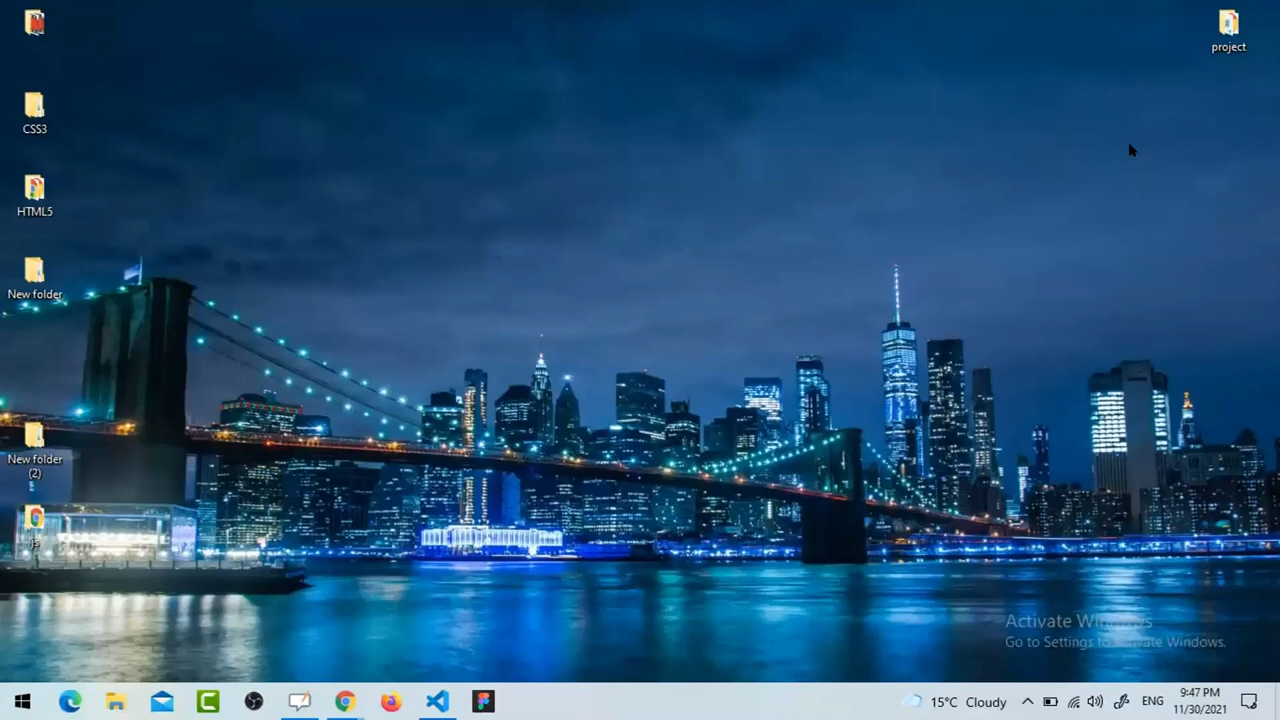 project
CSS3
HTML5
New folder
New folder
(2)
js
Activate Windows
Go to Settings to Activate Windows.
15°C Cloudy
ENG
9:47 PM
11/30/2021